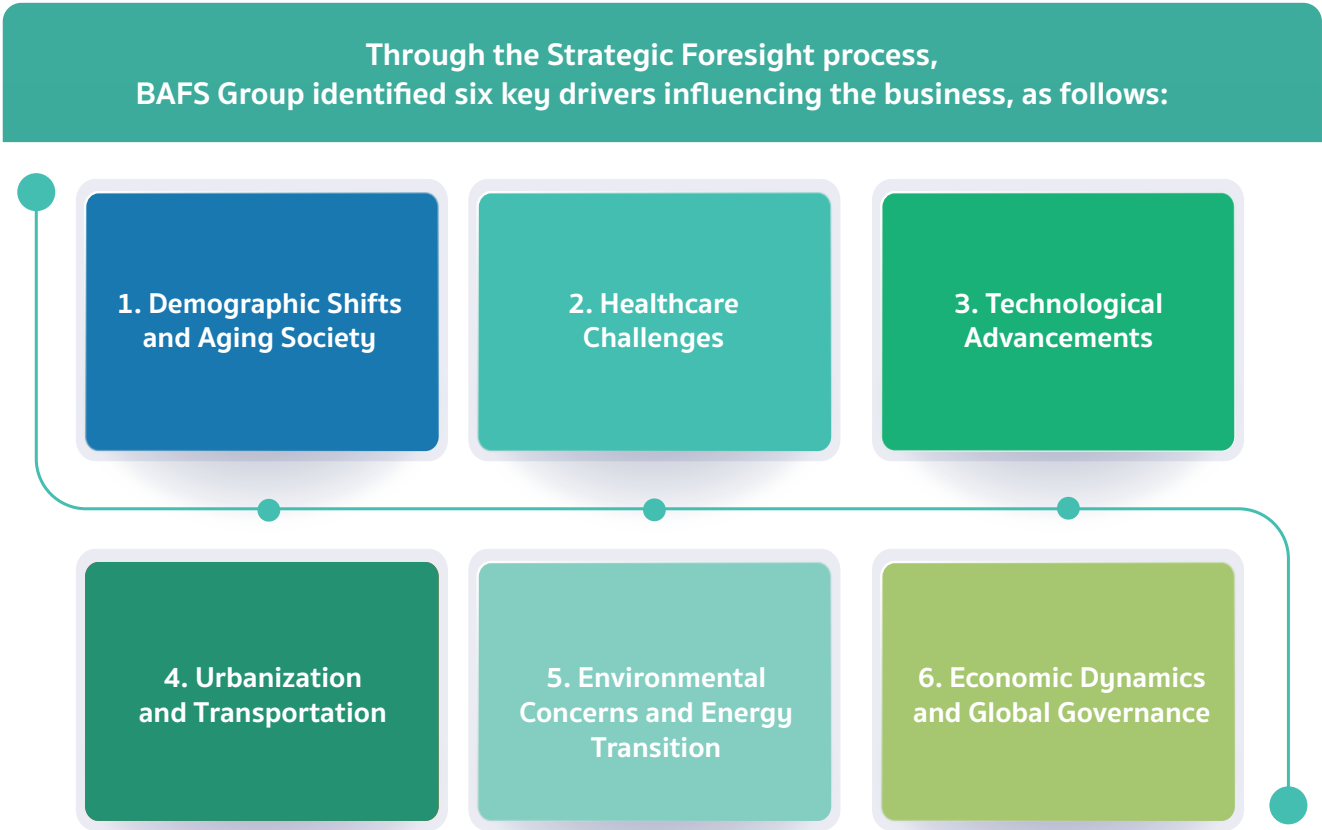 Through the Strategic Foresight process,
BAFS Group identified six key drivers influencing the business, as follows:
1. Demographic Shifts
and Aging Society
2. Healthcare
Challenges
3. Technological
Advancements
4. Urbanization
and Transportation
5. Environmental
Concerns and Energy
Transition
6. Economic Dynamics
and Global Governance